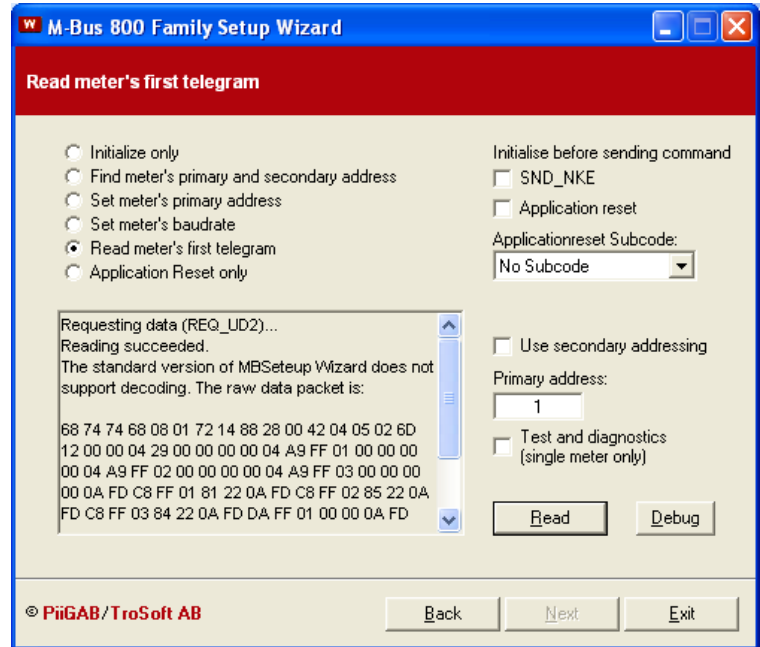 M-Bus 800 Family Setup Wizard
Read meter's first telegram
Initialize only
Find meter's primary and secondary address
Set meter's primary address
Set meter's baudrate
Read meter's first telegram
Application Reset only
Initialise before sending command
SND_NKE
Application reset
Applicationreset Subcode:
No Subcode
Requesting data (REQ_UD2)...
Reading succeeded.
The standard version of MBSeteup Wizard does not
support decoding. The raw data packet is:
68 74 74 68 08 01 72 14 88 28 00 42 04 05 02 6D
12 00 00 04 29 00 00 00 00 04 A9 FF 01 00 00 00
00 04 A9 FF 02 00 00 00 00 04 A9 FF 03 00 00 00
00 0A FD C8 FF 01 81 22 0A FD C8 FF 02 85 22 0A
FD C8 FF 03 84 22 0A FD DA FF 01 00 00 0A FD
Use secondary addressing
Primary address:
1
Test and diagnostics
(single meter only)
Read
Debug
© PiiGAB/TroSoft AB
Back
Next
Exit